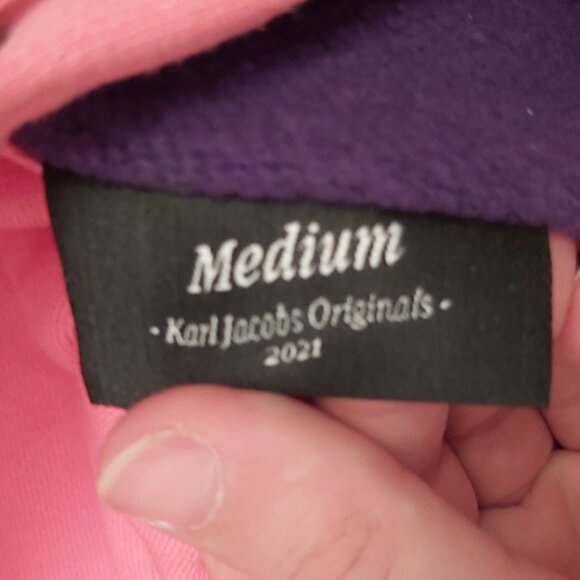 Medium
· Karl Jacobs Originals ·
2021